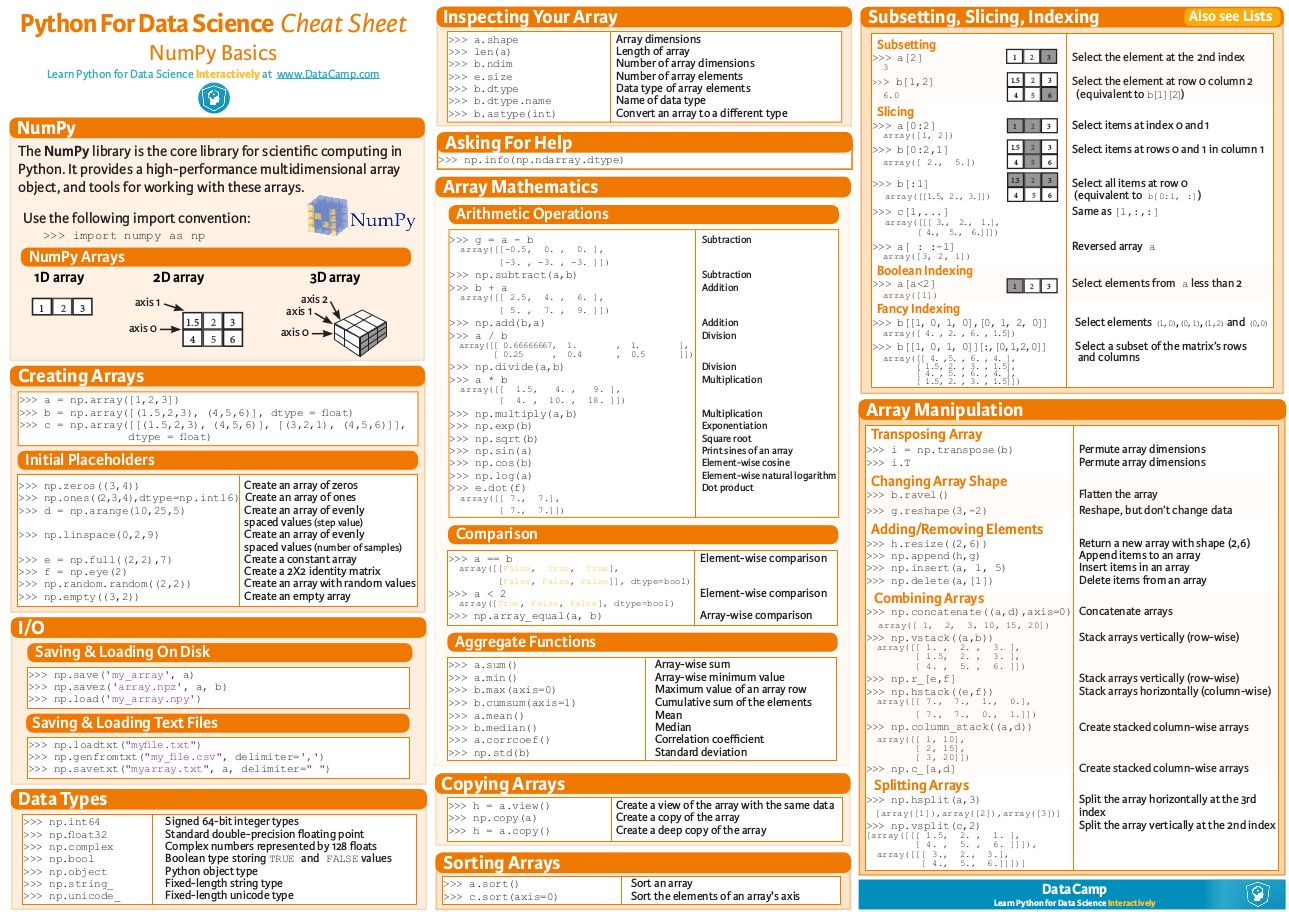 Python For Data Science Cheat Sheet
NumPy Basics
Learn Python for Data Science Interactively at www.DataCamp.com
NumPy
The NumPy library is the core library for scientific computing in
Python. It provides a high-performance multidimensional array
object, and tools for working with these arrays.
Use the following import convention:
>>> import numpy as np
NumPy
NumPy Arrays
1D array 2D array 3D array
1 2 3
axis 1
axis 0
1.5 2 3
4 5 6
axis 2
axis 1
axis 0
Creating Arrays
>>> a = np.array([1,2,3])
>>> b = np.array([(1.5,2,3), (4,5,6)], dtype = float)
>>> c = np.array([[(1.5,2,3), (4,5,6)], [(3,2,1), (4,5,6)]],
dtype = float)
Initial Placeholders
>>> np.zeros((3,4)) Create an array of zeros
>>> np.ones((2,3,4),dtype=np.int16) Create an array of ones
>>> d = np.arange(10,25,5) Create an array of evenly
spaced values (step value)
>>> np.linspace(0,2,9) Create an array of evenly
spaced values (number of samples)
>>> e = np.full((2,2),7) Create a constant array
>>> f = np.eye(2) Create a 2X2 identity matrix
>>> np.random.random((2,2)) Create an array with random values
>>> np.empty((3,2)) Create an empty array
I/O
Saving & Loading On Disk
>>> np.save('my_array', a)
>>> np.savez('array.npz', a, b)
>>> np.load('my_array.npy')
Saving & Loading Text Files
>>> np.loadtxt("myfile.txt")
>>> np.genfromtxt("my_file.csv", delimiter=',')
>>> np.savetxt("myarray.txt", a, delimiter=" ")
Data Types
>>> np.int64 Signed 64-bit integer types
>>> np.float32 Standard double-precision floating point
>>> np.complex Complex numbers represented by 128 floats
>>> np.bool Boolean type storing TRUE and FALSE values
>>> np.object Python object type
>>> np.string_ Fixed-length string type
>>> np.unicode_ Fixed-length unicode type
Inspecting Your Array
>>> a.shape Array dimensions
>>> len(a) Length of array
>>> b.ndim Number of array dimensions
>>> e.size Number of array elements
>>> b.dtype Data type of array elements
>>> b.dtype.name Name of data type
>>> b.astype(int) Convert an array to a different type
Asking For Help
>>> np.info(np.ndarray.dtype)
Array Mathematics
Arithmetic Operations
>>> g = a - b Subtraction
array([[-0.5, 0. , 0. ],
[-3. , -3. , -3. ]])
>>> np.subtract(a,b) Subtraction
>>> b + a Addition
array([[ 2.5, 4. , 6. ],
[ 5. , 7. , 9. ]])
>>> np.add(b,a) Addition
>>> a / b Division
array([[ 0.66666667, 1. , 1. ],
[ 0.25 , 0.4 , 0.5 ]])
>>> np.divide(a,b) Division
>>> a * b Multiplication
array([[ 1.5, 4. , 9. ],
[ 4. , 10. , 18. ]])
>>> np.multiply(a,b) Multiplication
>>> np.exp(b) Exponentiation
>>> np.sqrt(b) Square root
>>> np.sin(a) Print sines of an array
>>> np.cos(b) Element-wise cosine
>>> np.log(a) Element-wise natural logarithm
>>> e.dot(f) Dot product
array([[ 7., 7.],
[ 7., 7.]])
Comparison
>>> a == b Element-wise comparison
array([[False, True, True],
[False, False, False]], dtype=bool)
>>> a < 2 Element-wise comparison
array([True, False, False], dtype=bool)
>>> np.array_equal(a, b) Array-wise comparison
Aggregate Functions
>>> a.sum() Array-wise sum
>>> a.min() Array-wise minimum value
>>> b.max(axis=0) Maximum value of an array row
>>> b.cumsum(axis=1) Cumulative sum of the elements
>>> a.mean() Mean
>>> b.median() Median
>>> a.corrcoef() Correlation coefficient
>>> np.std(b) Standard deviation
Copying Arrays
>>> h = a.view() Create a view of the array with the same data
>>> np.copy(a) Create a copy of the array
>>> h = a.copy() Create a deep copy of the array
Sorting Arrays
>>> a.sort() Sort an array
>>> c.sort(axis=0) Sort the elements of an array's axis
Subsetting, Slicing, Indexing Also see Lists
Subsetting
>>> a[2] 1 2 3 Select the element at the 2nd index
3
>>> b[1,2] 1.5 2 3 Select the element at row 0 column 2
6.0 4 5 6 (equivalent to b[1][2])
Slicing
>>> a[0:2] 1 2 3 Select items at index 0 and 1
array([1, 2])
>>> b[0:2,1] 1.5 2 3 Select items at rows 0 and 1 in column 1
array([ 2., 5.]) 4 5 6
>>> b[:1] 1.5 2 3 Select all items at row 0
array([[1.5, 2., 3.]]) 4 5 6 (equivalent to b[0:1, :])
>>> c[1,...] Same as [1,:,:]
array([[[ 3., 2., 1.],
[ 4., 5., 6.]]])
>>> a[ : :-1] Reversed array a
array([3, 2, 1])
Boolean Indexing
>>> a[a<2] 1 2 3 Select elements from a less than 2
array([1])
Fancy Indexing
>>> b[[1, 0, 1, 0],[0, 1, 2, 0]] Select elements (1,0),(0,1),(1,2) and (0,0)
array([ 4. , 2. , 6. , 1.5])
>>> b[[1, 0, 1, 0]][:,[0,1,2,0]] Select a subset of the matrix's rows
array([[ 4. ,5. , 6. , 4. ], and columns
[ 1.5, 2. , 3. , 1.5],
[ 4. , 5. , 6. , 4. ],
[ 1.5, 2. , 3. , 1.5]])
Array Manipulation
Transposing Array
>>> i = np.transpose(b) Permute array dimensions
>>> i.T Permute array dimensions
Changing Array Shape
>>> b.ravel() Flatten the array
>>> g.reshape(3,-2) Reshape, but don't change data
Adding/Removing Elements
>>> h.resize((2,6)) Return a new array with shape (2,6)
>>> np.append(h,g) Append items to an array
>>> np.insert(a, 1, 5) Insert items in an array
>>> np.delete(a,[1]) Delete items from an array
Combining Arrays
>>> np.concatenate((a,d),axis=0) Concatenate arrays
array([ 1, 2, 3, 10, 15, 20])
>>> np.vstack((a,b)) Stack arrays vertically (row-wise)
array([[ 1. , 2. , 3. ],
[ 1.5, 2. , 3. ],
[ 4. , 5. , 6. ]])
>>> np.r_[e,f] Stack arrays vertically (row-wise)
>>> np.hstack((e,f)) Stack arrays horizontally (column-wise)
array([[ 7., 7., 1., 0.],
[ 7., 7., 0., 1.]])
>>> np.column_stack((a,d)) Create stacked column-wise arrays
array([[ 1, 10],
[ 2, 15],
[ 3, 20]])
>>> np.c_[a,d] Create stacked column-wise arrays
Splitting Arrays
>>> np.hsplit(a,3) Split the array horizontally at the 3rd
[array([1]),array([2]),array([3])] index
>>> np.vsplit(c,2) Split the array vertically at the 2nd index
[array([[[ 1.5, 2. , 1. ],
[ 4. , 5. , 6. ]]]),
array([[[ 3., 2., 3.],
[ 4., 5., 6.]]])]
DataCamp
Learn Python for Data Science Interactively